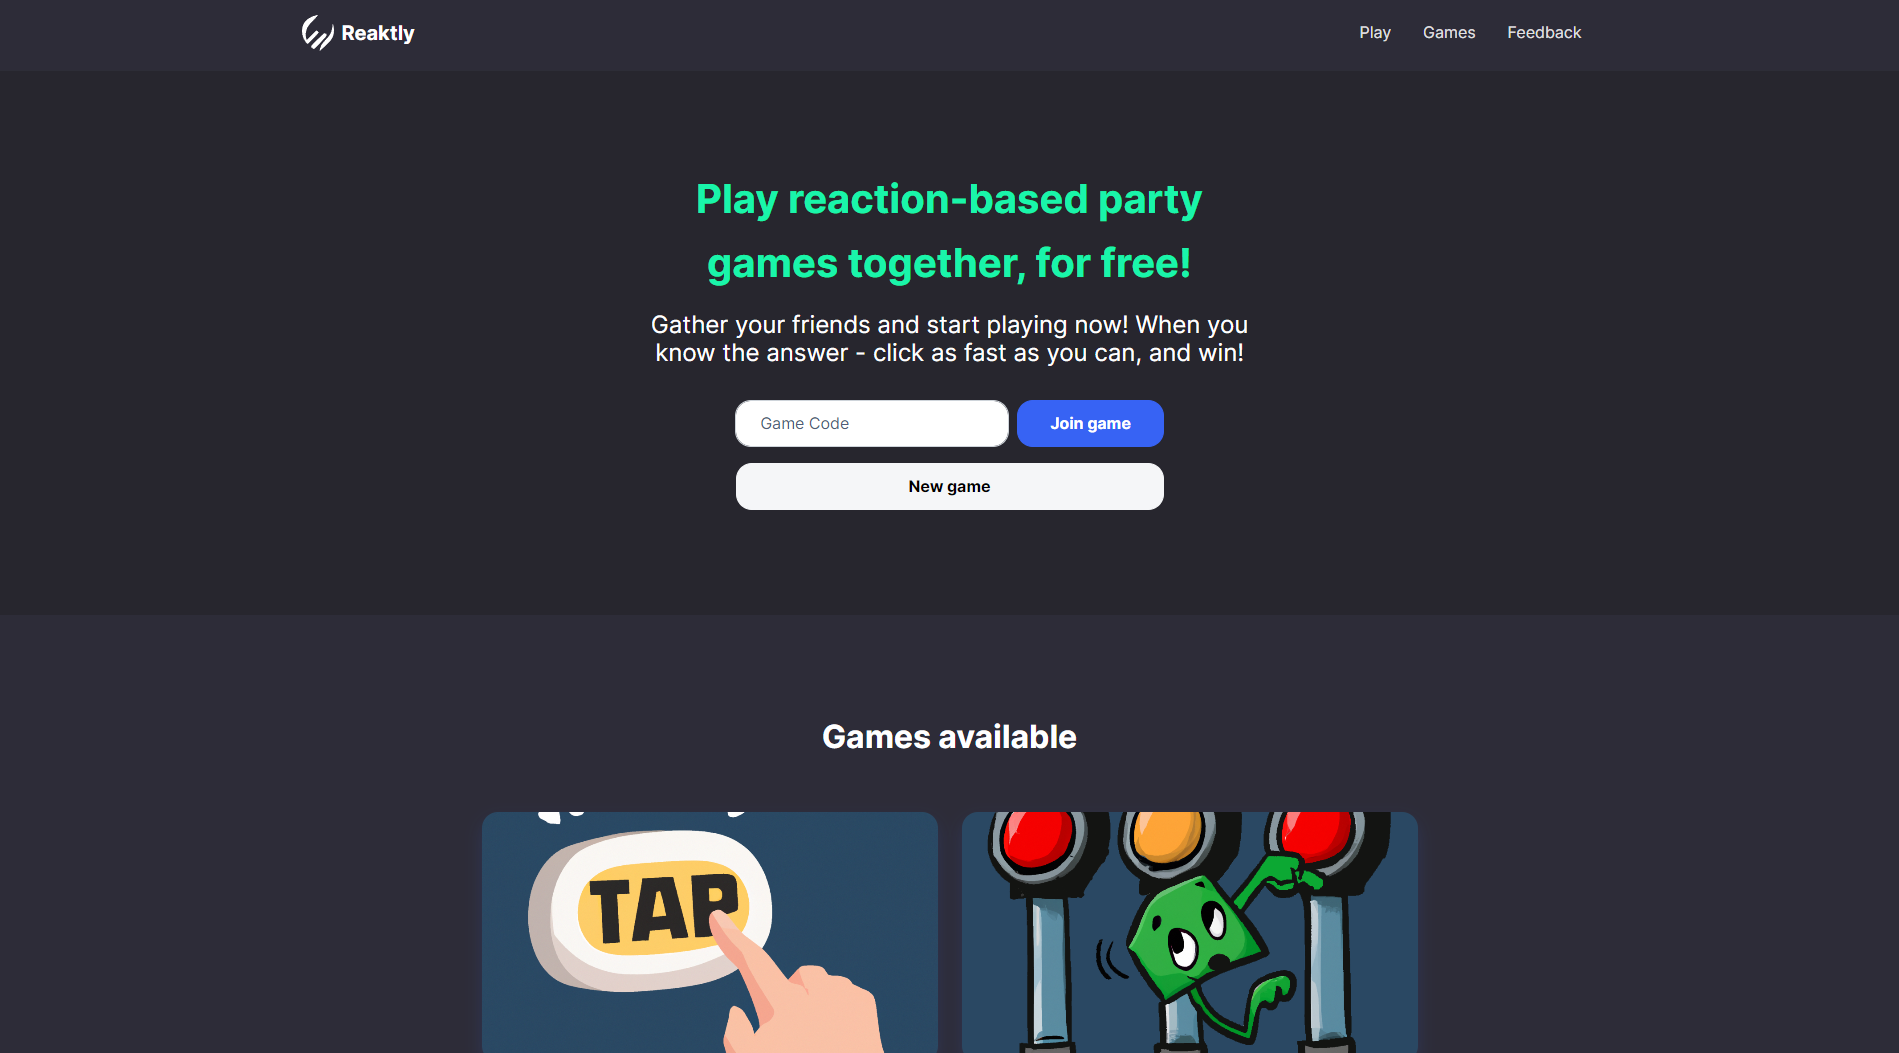 Reaktly
Play
Games
Feedback
Play reaction-based party
games together, for free!
Gather your friends and start playing now! When you
know the answer - click as fast as you can, and win!
Game Code
Join game
New game
Games available
TAP